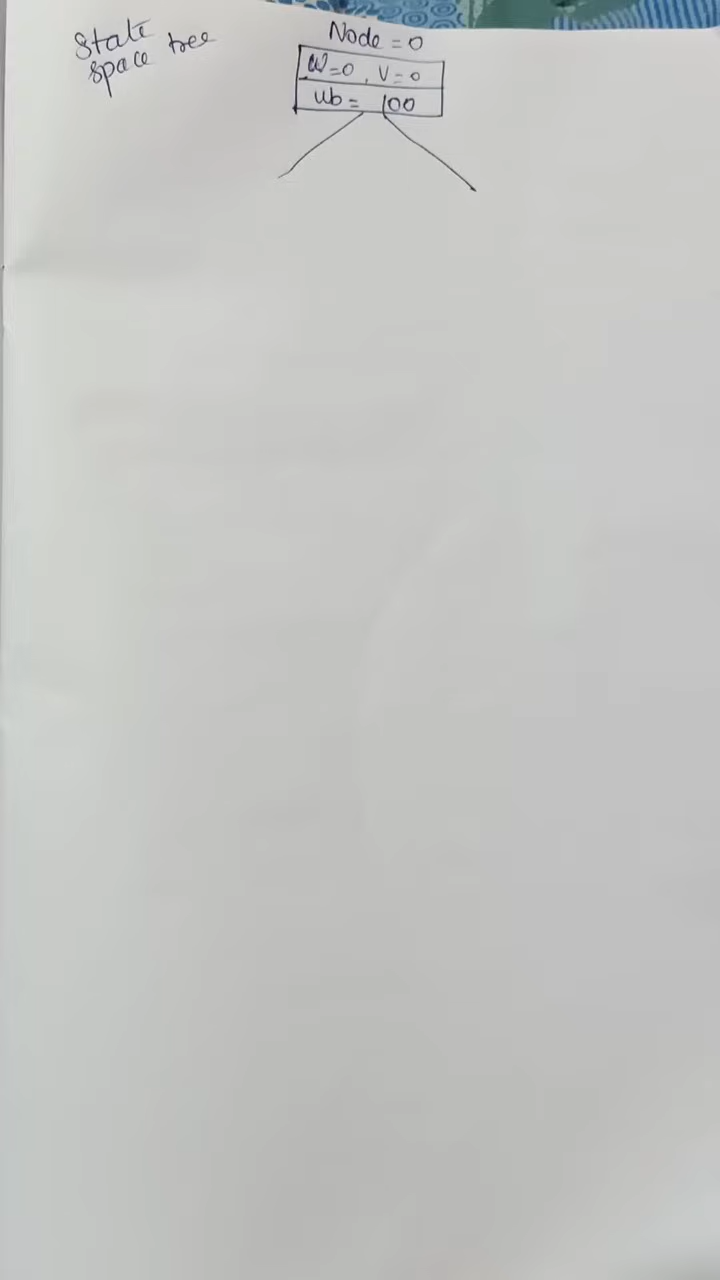 State
space tree
Node = 0
W=0, V=0
Ub= 100